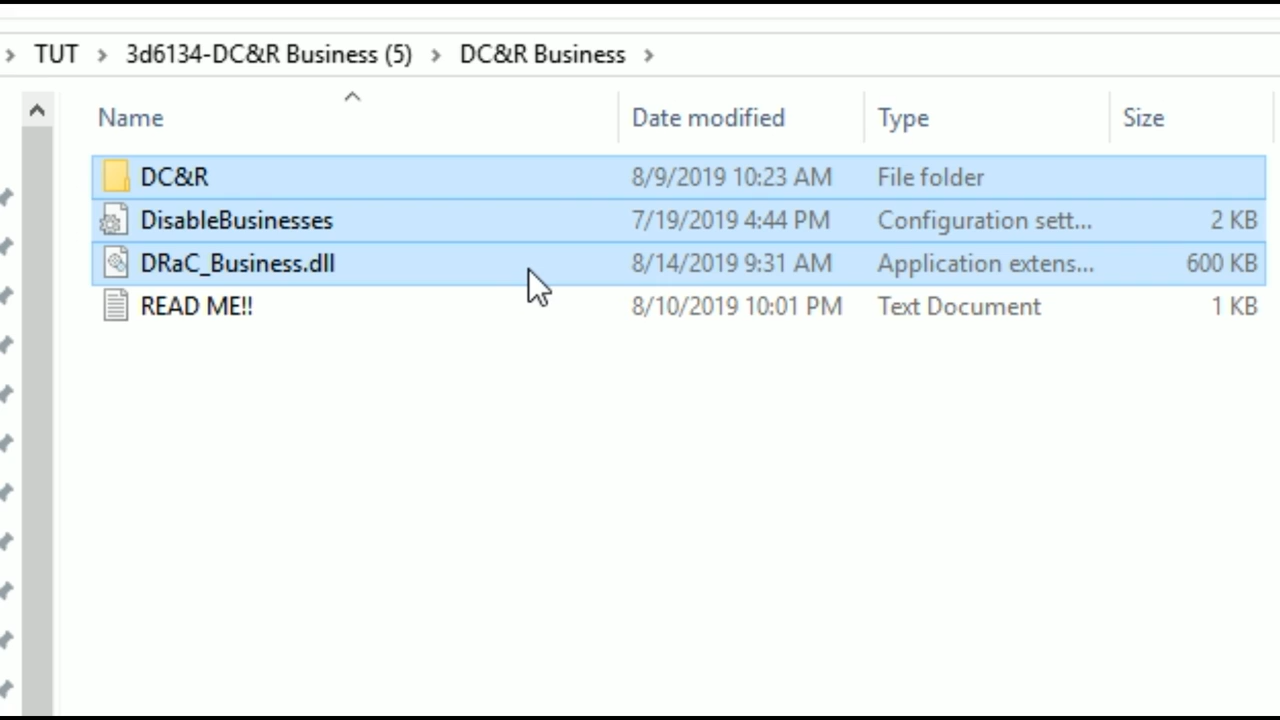 TUT > 3d6134-DC&R Business (5) > DC&R Business >
Name Date modified Type Size
DC&R 8/9/2019 10:23 AM File folder
DisableBusinesses 7/19/2019 4:44 PM Configuration sett... 2 KB
DRaC_Business.dll 8/14/2019 9:31 AM Application extens... 600 KB
READ ME!! 8/10/2019 10:01 PM Text Document 1 KB